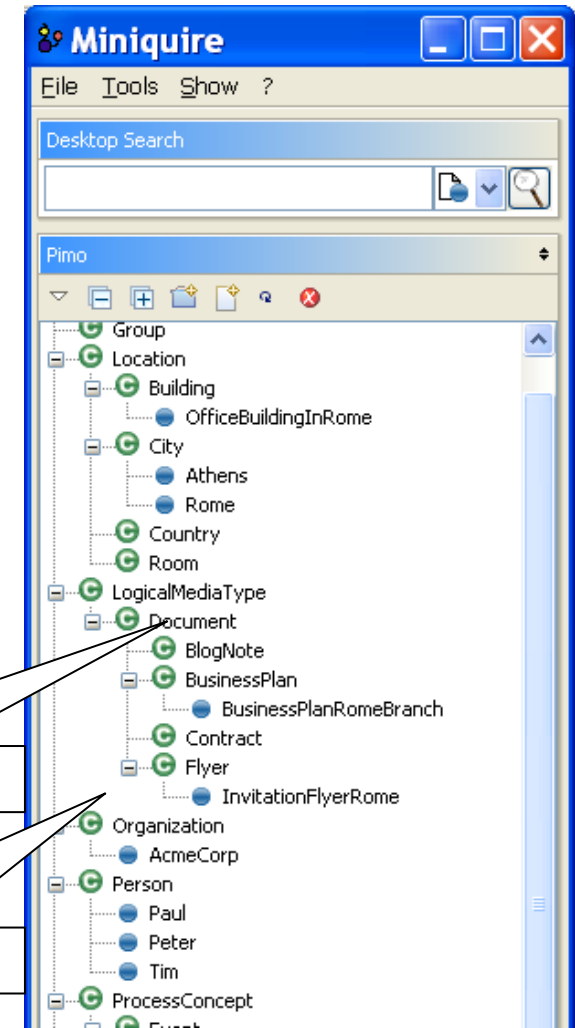 Miniquire
File Tools Show ?
Desktop Search
Pimo
Group
Location
Building
OfficeBuildingInRome
City
Athens
Rome
Country
Room
LogicalMediaType
Document
BlogNote
BusinessPlan
BusinessPlanRomeBranch
Contract
Flyer
InvitationFlyerRome
Organization
AcmeCorp
Person
Paul
Peter
Tim
ProcessConcept
Event